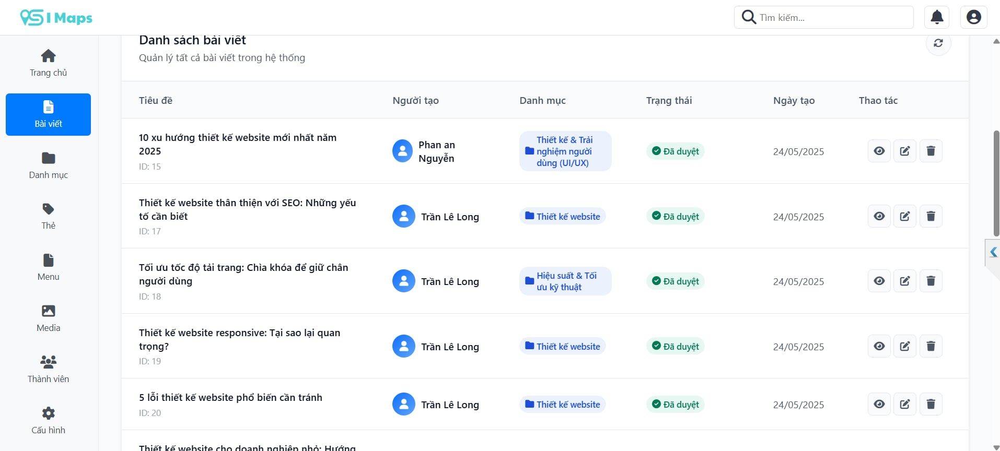 I Maps
Tìm kiếm...
Trang chủ
Bài viết
Danh mục
Thẻ
Menu
Media
Thành viên
Cấu hình
Danh sách bài viết
Quản lý tất cả bài viết trong hệ thống
Tiêu đề Người tạo Danh mục Trạng thái Ngày tạo Thao tác
10 xu hướng thiết kế website mới nhất năm
2025
ID: 15
Phan an
Nguyễn
Thiết kế & Trải
nghiệm người
dùng (UI/UX)
Đã duyệt
24/05/2025
Thiết kế website thân thiện với SEO: Những yếu
tố cần biết
ID: 17
Trần Lê Long
Thiết kế website
Đã duyệt
24/05/2025
Tối ưu tốc độ tải trang: Chìa khóa để giữ chân
người dùng
ID: 18
Trần Lê Long
Hiệu suất & Tối
ưu kỹ thuật
Đã duyệt
24/05/2025
Thiết kế website responsive: Tại sao lại quan
trọng?
ID: 19
Trần Lê Long
Thiết kế website
Đã duyệt
24/05/2025
5 lỗi thiết kế website phổ biến cần tránh
ID: 20
Trần Lê Long
Thiết kế website
Đã duyệt
24/05/2025
Thiết kế website cho doanh nghiệp nhỏ: Hướng